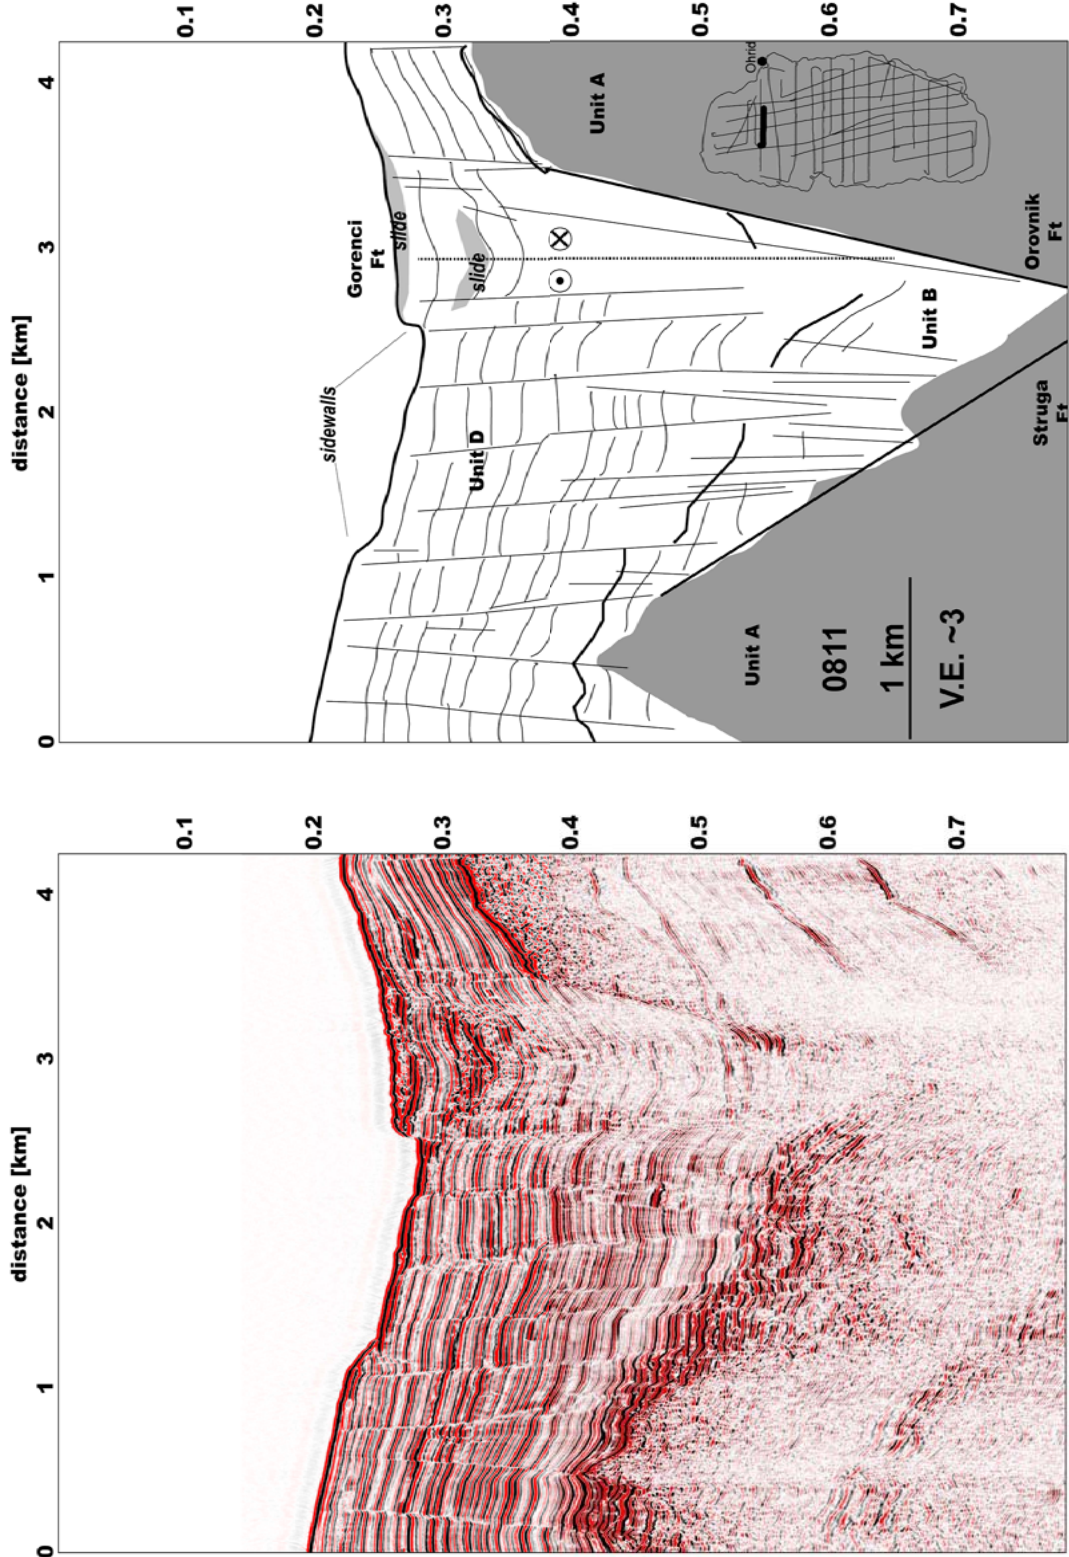 distance [km]
0
1
2
3
4
0.1
0.2
0.3
0.4
0.5
0.6
0.7
sidewalls
Gorenci
Ft
slide
slide
Unit D
Unit A
Unit B
Unit A
Ohrid
Orovnik
Ft
Struga
Ft
0811
1 km
V.E. ~3
distance [km]
0
1
2
3
4
0.1
0.2
0.3
0.4
0.5
0.6
0.7